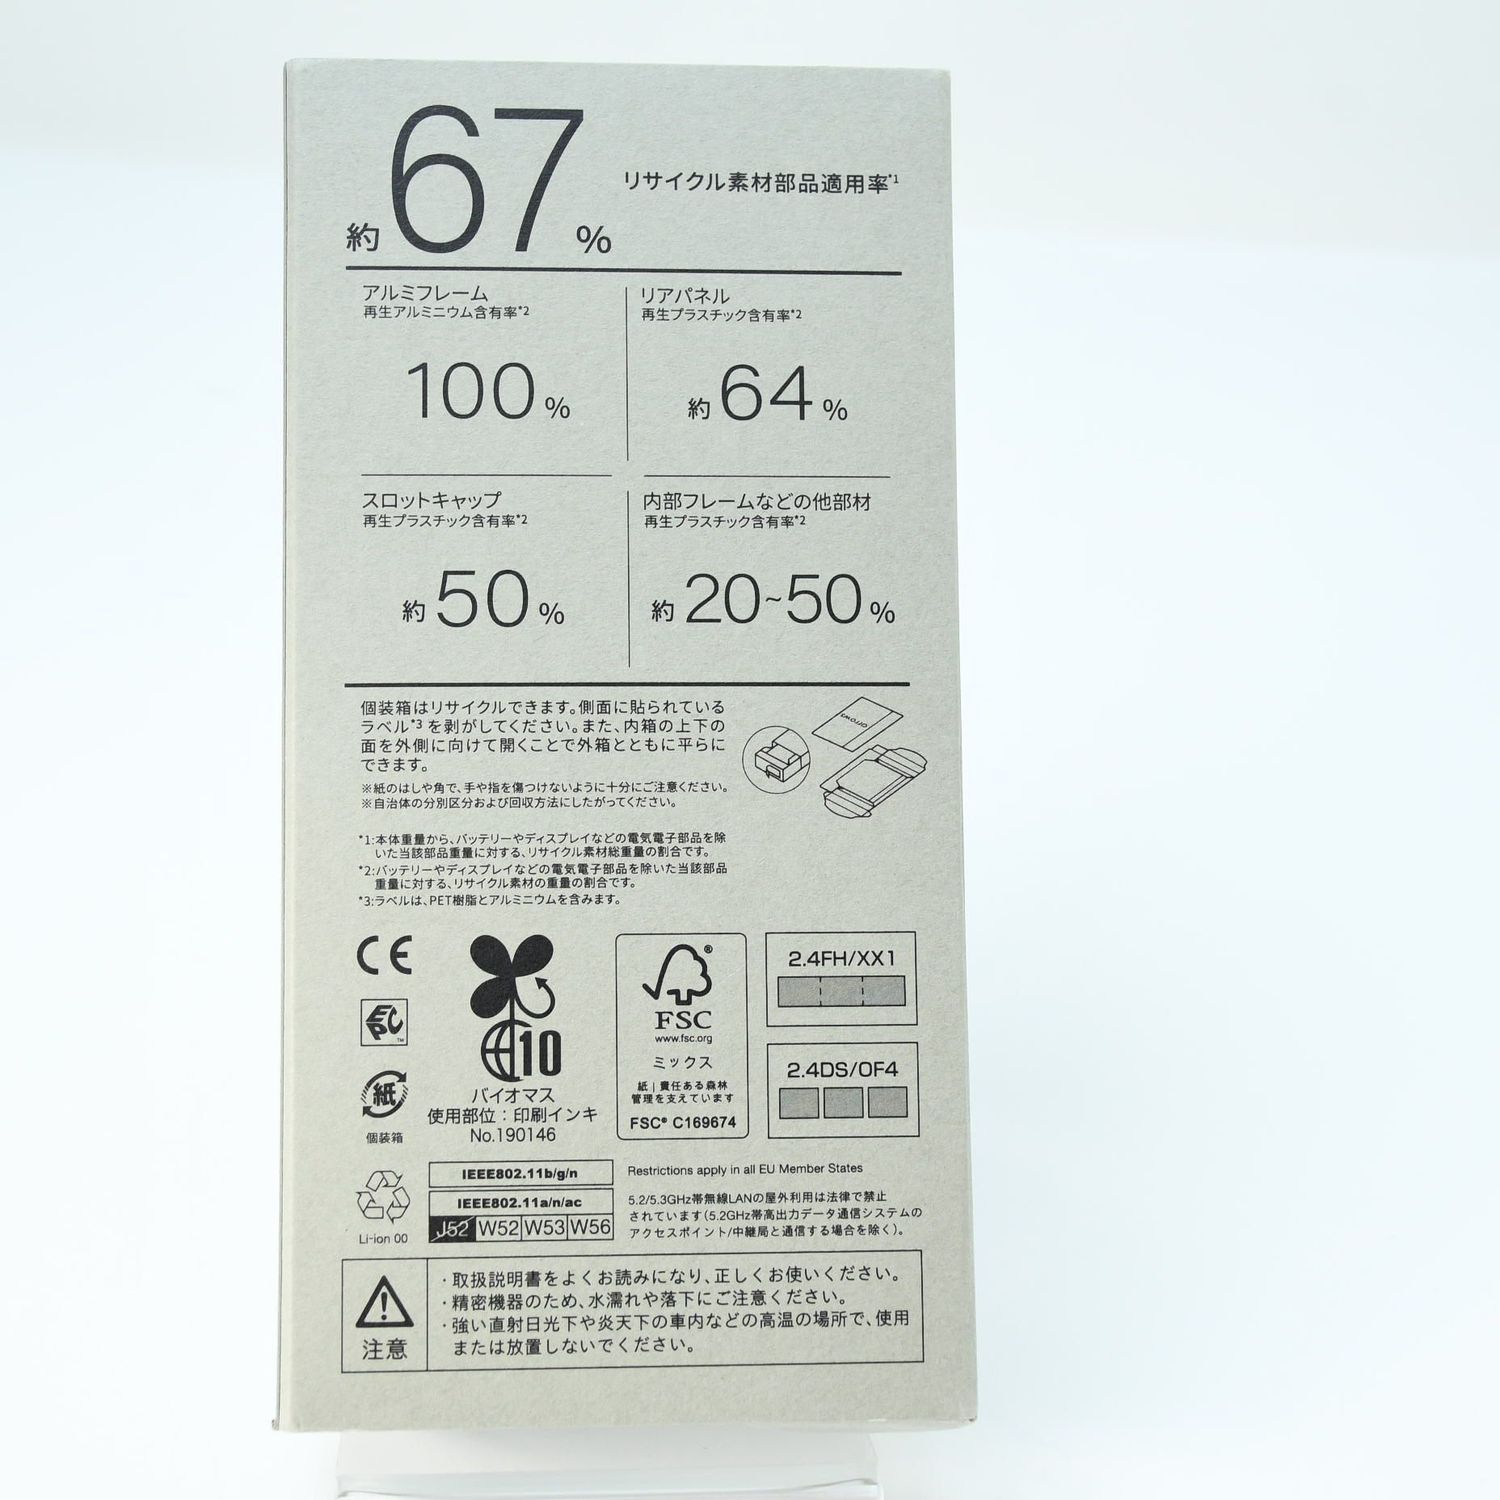 約67% リサイクル素材部品適用率*1
アルミフレーム
再生アルミニウム含有率*2
100%
リアパネル
再生プラスチック含有率*2
約64%
スロットキャップ
再生プラスチック含有率*2
約50%
内部フレームなどの他部材
再生プラスチック含有率*2
約20~50%
個装箱はリサイクルできます。側面に貼られている
ラベル*3を剥がしてください。また、内箱の上下の
面を外側に向けて開くことで外箱とともに平らに
できます。
※紙のはしや角で、手や指を傷つけないように十分にご注意ください。
※自治体の分別区分および回収方法にしたがってください。
*1:本体重量から、バッテリーやディスプレイなどの電気電子部品を除
いた当該部品重量に対する、リサイクル素材総重量の割合です。
*2:バッテリーやディスプレイなどの電気電子部品を除いた当該部品
重量に対する、リサイクル素材の重量の割合です。
*3:ラベルは、PET樹脂とアルミニウムを含みます。
CE
EPC
TM
紙
個装箱
Li-ion 00
10
バイオマス
使用部位:印刷インキ
No.190146
®
FSC
www.fsc.org
ミックス
紙 | 責任ある森林
管理を支えています
FSC® C169674
2.4FH/XX1
2.4DS/OF4
IEEE802.11b/g/n
IEEE802.11a/n/ac
J52 W52 W53 W56
Restrictions apply in all EU Member States
5.2/5.3GHz帯無線LANの屋外利用は法律で禁止
されています(5.2GHz帯高出力データ通信システムの
アクセスポイント/中継局と通信する場合を除く)。
注意
・取扱説明書をよくお読みになり、正しくお使いください。
・精密機器のため、水濡れや落下にご注意ください。
・強い直射日光下や炎天下の車内などの高温の場所で、使用
または放置しないでください。